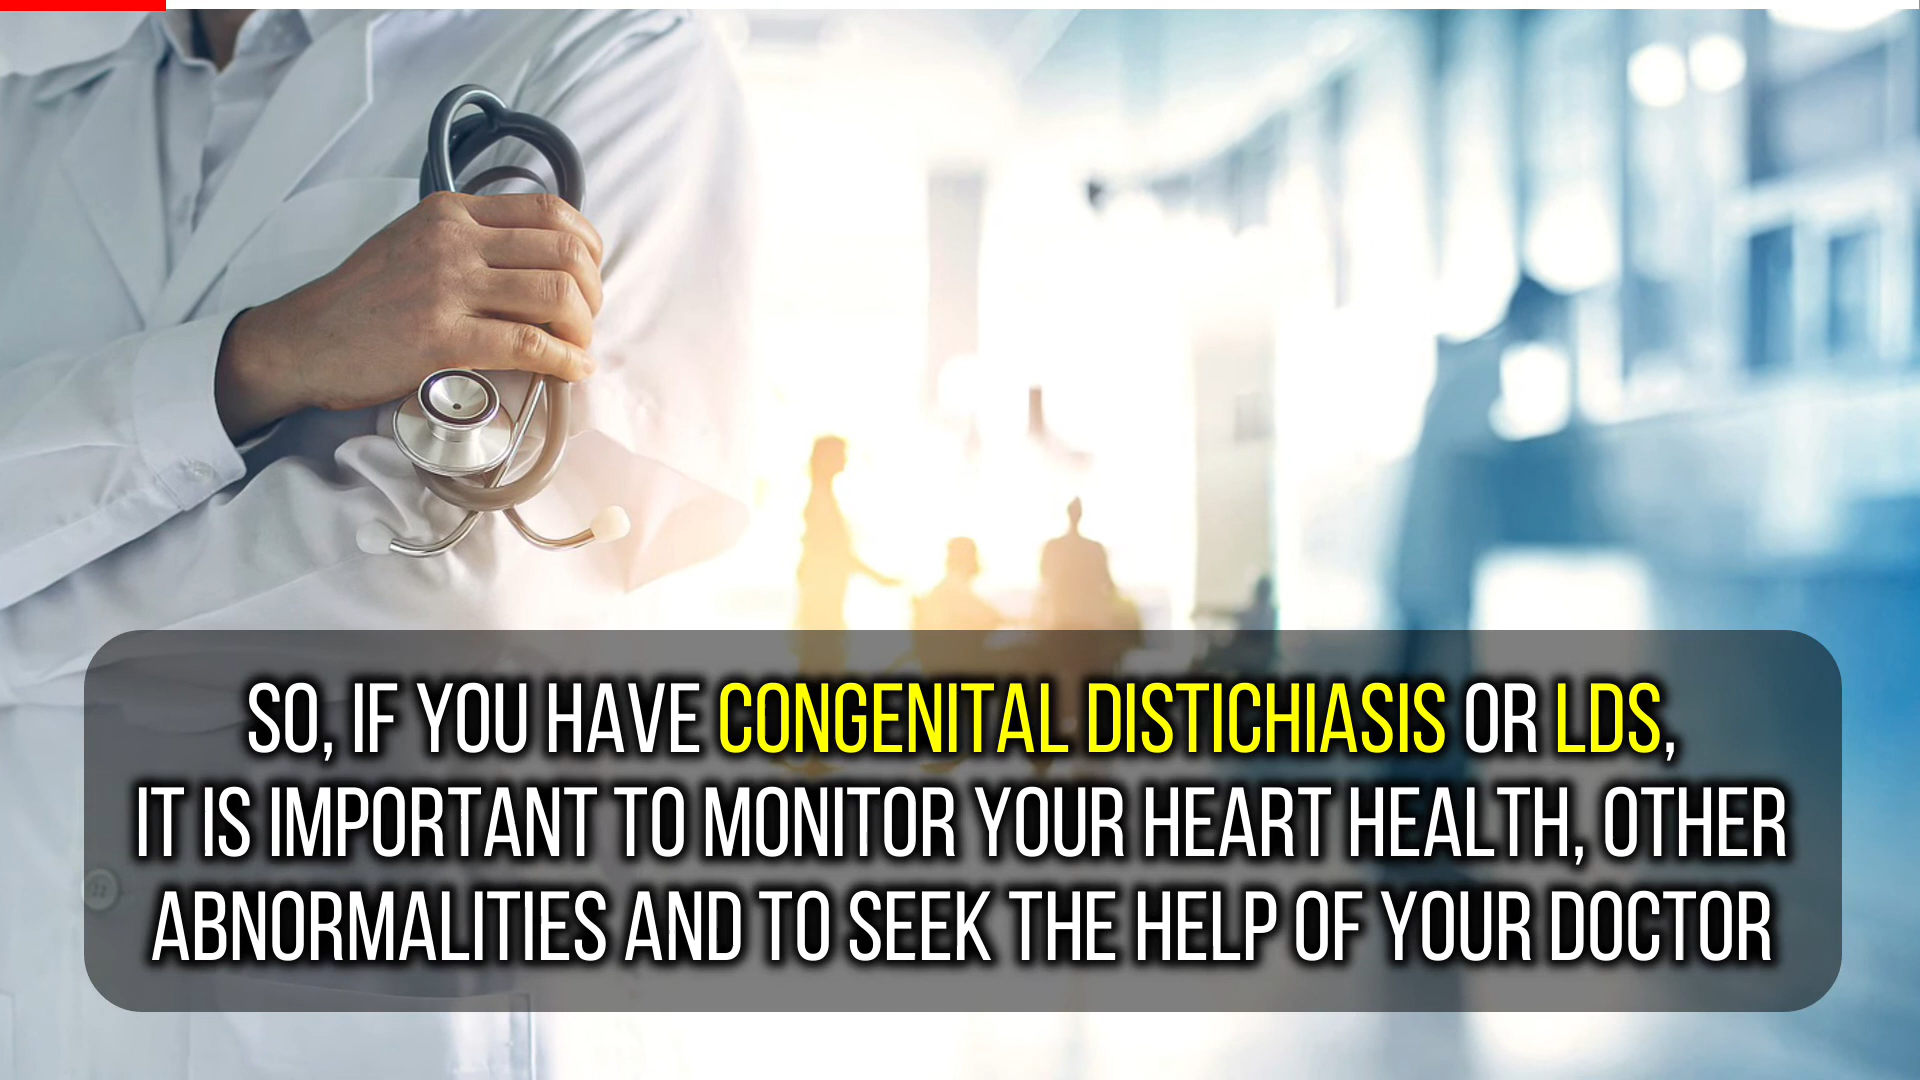 SO, IF YOU HAVE CONGENITAL DISTICHIASIS OR LDS,
IT IS IMPORTANT TO MONITOR YOUR HEART HEALTH, OTHER
ABNORMALITIES AND TO SEEK THE HELP OF YOUR DOCTOR